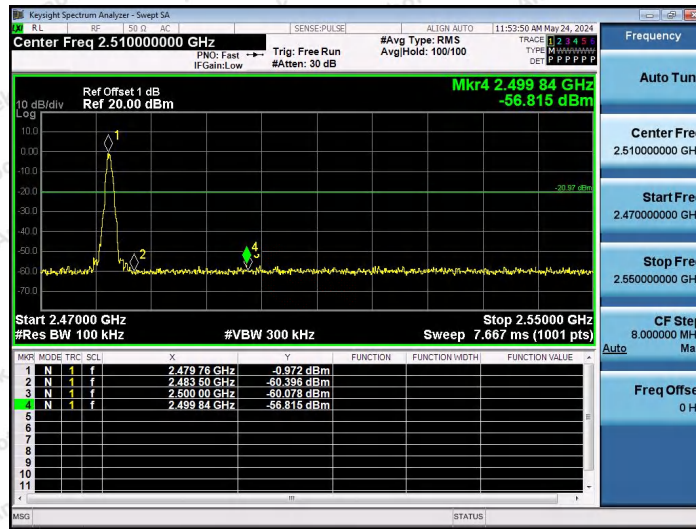 Keysight Spectrum Analyzer - Swept SA
LXI RL RF 50 Ω AC SENSE:PULSE ALIGN AUTO 11:53:50 AM May 24, 2024
Center Freq 2.510000000 GHz
PNO: Fast
IFGain:Low
Trig: Free Run
#Atten: 30 dB
#Avg Type: RMS
Avg|Hold: 100/100
TRACE 1 2 3 4 5 6
TYPE M W W W W W
DET P P P P P P
Ref Offset 1 dB
Ref 20.00 dBm
10 dB/div
Log
Mkr4 2.499 84 GHz
-56.815 dBm
10.0
0.00
-10.0
-20.0
-30.0
-40.0
-50.0
-60.0
-70.0
1
2
4
-20.97 dBm
Start 2.47000 GHz
Stop 2.55000 GHz
#Res BW 100 kHz
#VBW 300 kHz
Sweep 7.667 ms (1001 pts)
MKR MODE TRC SCL X Y FUNCTION FUNCTION WIDTH FUNCTION VALUE
1 N 1 f 2.479 76 GHz -0.972 dBm
2 N 1 f 2.483 50 GHz -60.396 dBm
3 N 1 f 2.500 00 GHz -60.078 dBm
4 N 1 f 2.499 84 GHz -56.815 dBm
5
6
7
8
9
10
11
MSG
STATUS
Frequency
Auto Tun
Center Fre
2.510000000 GH
Start Fre
2.470000000 GH
Stop Fre
2.550000000 GH
CF Ste
8.000000 MH
Auto Ma
Freq Offse
0 H